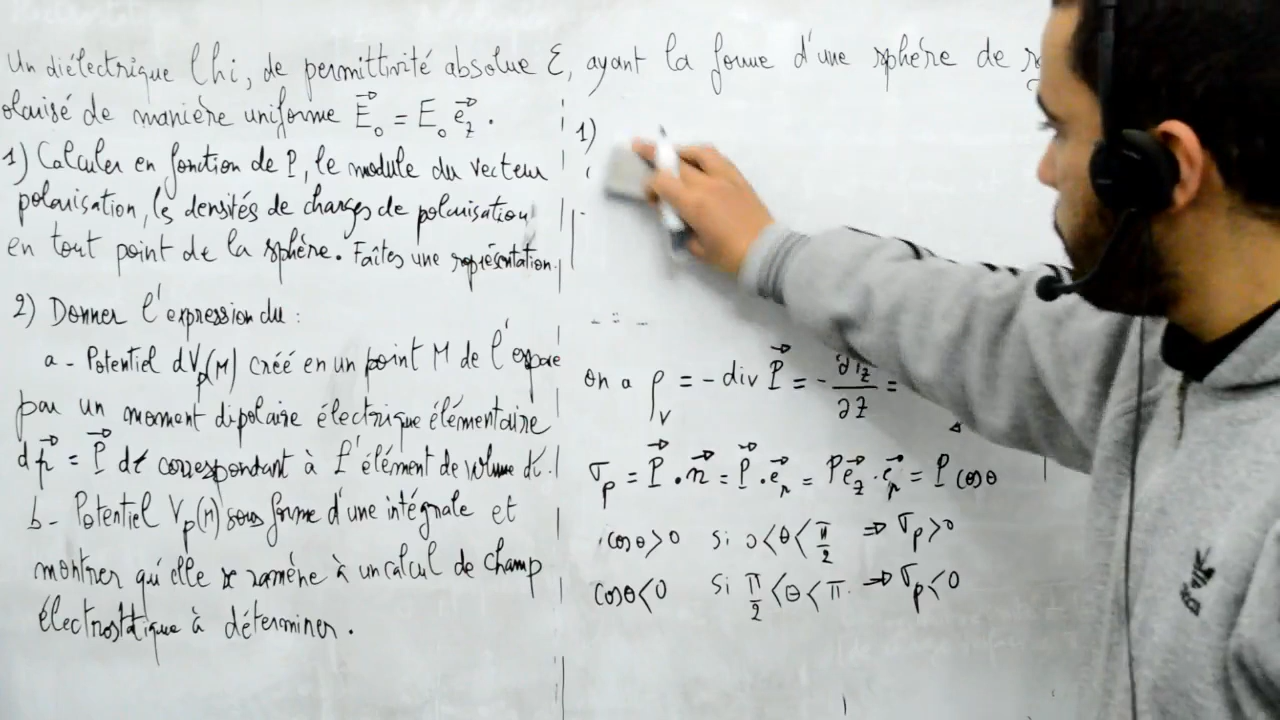 Un diélectrique lhi, de permittivité absolue ε, ayant la forme d'une sphère de
olarisé de manière uniforme E⃗₀ = E₀ e⃗z.
1) Calculer en fonction de P, le module du vecteur
polarisation, les densités de charges de polarisation
en tout point de la sphère. Faîtes une représentation.
2) Donner l'expression du :
a - Potentiel dVp(M) créé en un point M de l'espace
par un moment dipolaire électrique élémentaire
dp⃗ = P⃗ dτ correspondant à l'élément de volume dτ.
b - Potentiel Vp(M) sous forme d'une intégrale et
montrer qu'elle se ramène à un calcul de champ
électrostatique à déterminer.
1)
on a ρv = - div P⃗ = - ∂Pz/∂z =
σp = P⃗ . n⃗ = P⃗ . e⃗r = P e⃗z . e⃗r = P cosθ
cosθ > 0 si 0 < θ < π/2 ⇒ σp > 0
cosθ < 0 si π/2 < θ < π ⇒ σp < 0